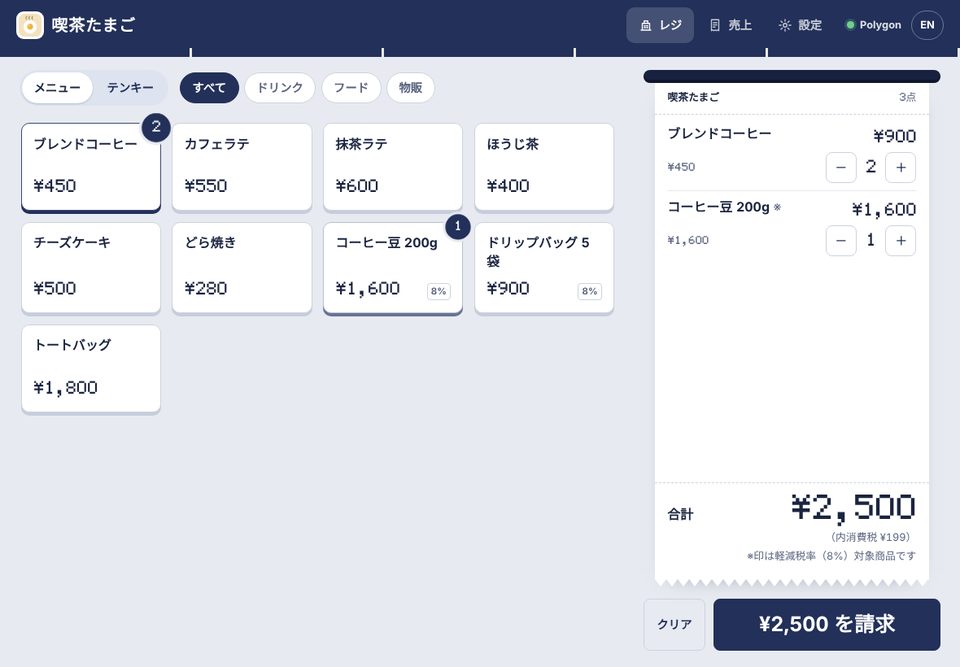 喫茶たまご
レジ
売上
設定
Polygon
EN
メニュー
テンキー
すべて
ドリンク
フード
物販
ブレンドコーヒー
2
¥450
カフェラテ
¥550
抹茶ラテ
¥600
ほうじ茶
¥400
チーズケーキ
¥500
どら焼き
¥280
コーヒー豆 200g
1
¥1,600
8%
ドリップバッグ 5
袋
¥900
8%
トートバッグ
¥1,800
喫茶たまご
3点
ブレンドコーヒー
¥900
¥450
− 2 +
コーヒー豆 200g ※
¥1,600
¥1,600
− 1 +
合計
¥2,500
(内消費税 ¥199)
※印は軽減税率（8%）対象商品です
クリア
¥2,500 を請求